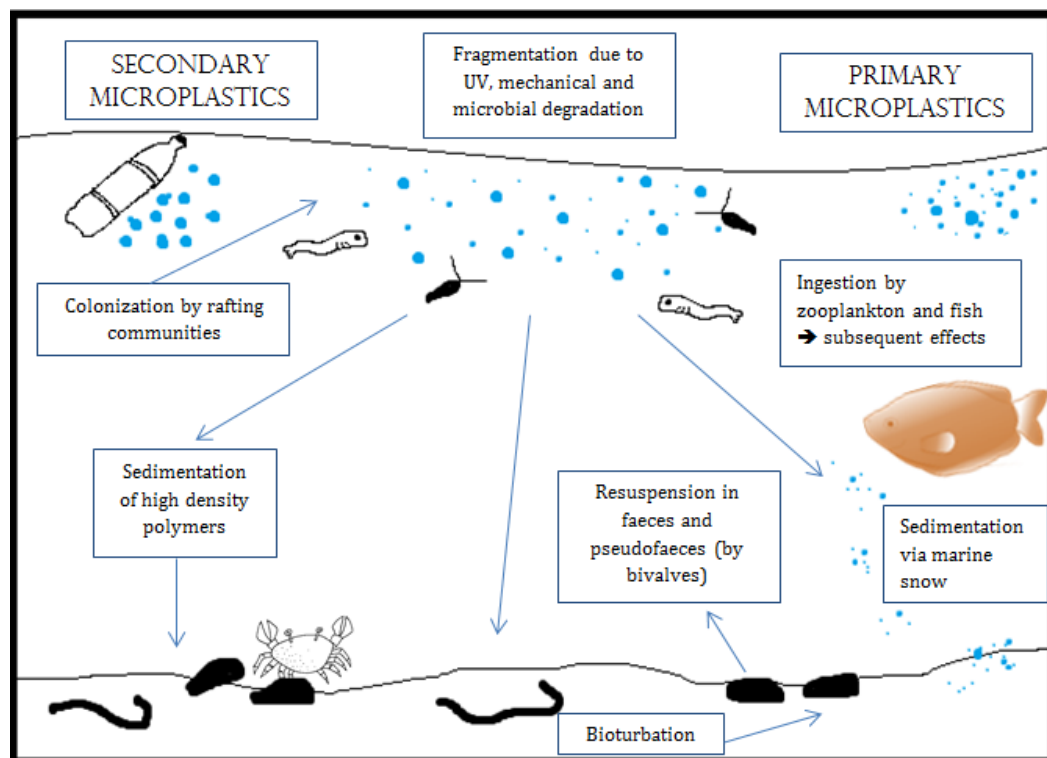 SECONDARY
MICROPLASTICS
Fragmentation due to
UV, mechanical and
microbial degradation
PRIMARY
MICROPLASTICS
Colonization by rafting
communities
Ingestion by
zooplankton and fish
➔ subsequent effects
Sedimentation
of high density
polymers
Resuspension in
faeces and
pseudofaeces (by
bivalves)
Sedimentation
via marine
snow
Bioturbation